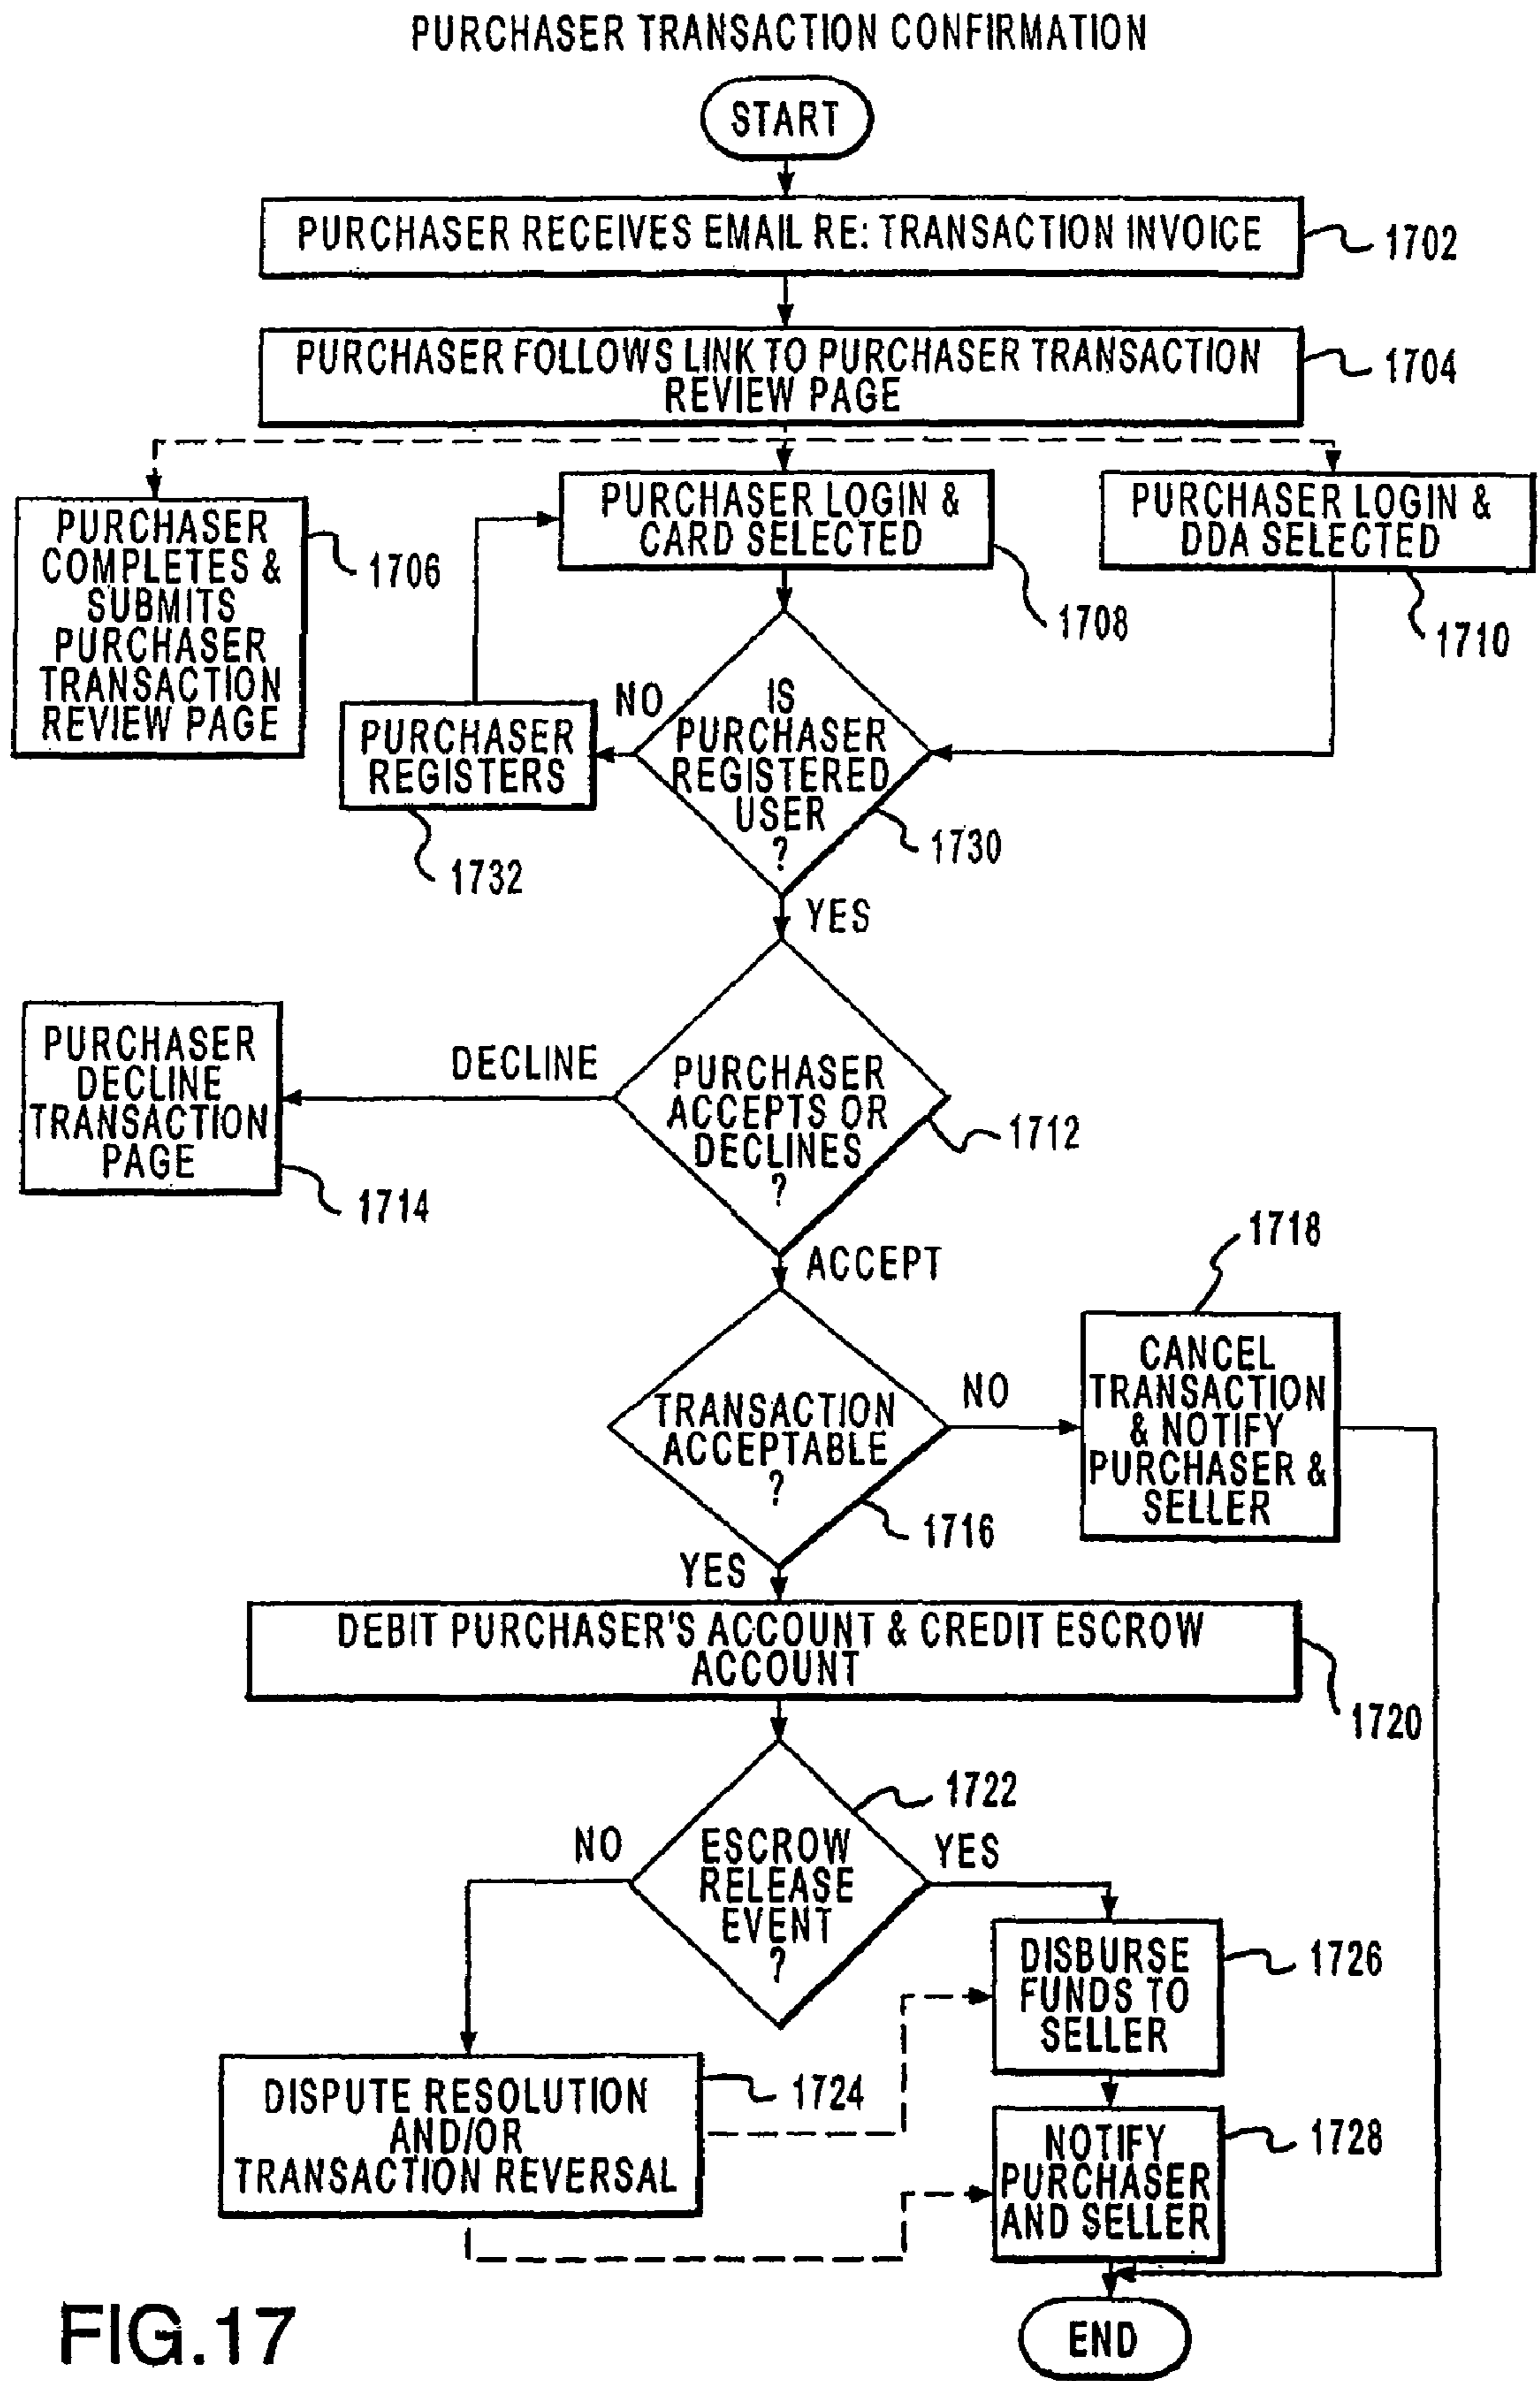 PURCHASER TRANSACTION CONFIRMATION
START
PURCHASER RECEIVES EMAIL RE: TRANSACTION INVOICE
1702
PURCHASER FOLLOWS LINK TO PURCHASER TRANSACTION
REVIEW PAGE
1704
PURCHASER
COMPLETES &
SUBMITS
PURCHASER
TRANSACTION
REVIEW PAGE
1706
PURCHASER LOGIN &
CARD SELECTED
1708
PURCHASER LOGIN &
DDA SELECTED
1710
NO
IS
PURCHASER
REGISTERED
USER
?
1730
PURCHASER
REGISTERS
1732
YES
PURCHASER
DECLINE
TRANSACTION
PAGE
1714
DECLINE
PURCHASER
ACCEPTS OR
DECLINES
?
1712
ACCEPT
TRANSACTION
ACCEPTABLE
?
1716
NO
1718
CANCEL
TRANSACTION
& NOTIFY
PURCHASER &
SELLER
YES
DEBIT PURCHASER'S ACCOUNT & CREDIT ESCROW
ACCOUNT
1720
1722
NO
ESCROW
RELEASE
EVENT
?
YES
DISBURSE
FUNDS TO
SELLER
1726
DISPUTE RESOLUTION
AND/OR
TRANSACTION REVERSAL
1724
NOTIFY
PURCHASER
AND SELLER
1728
END
FIG.17